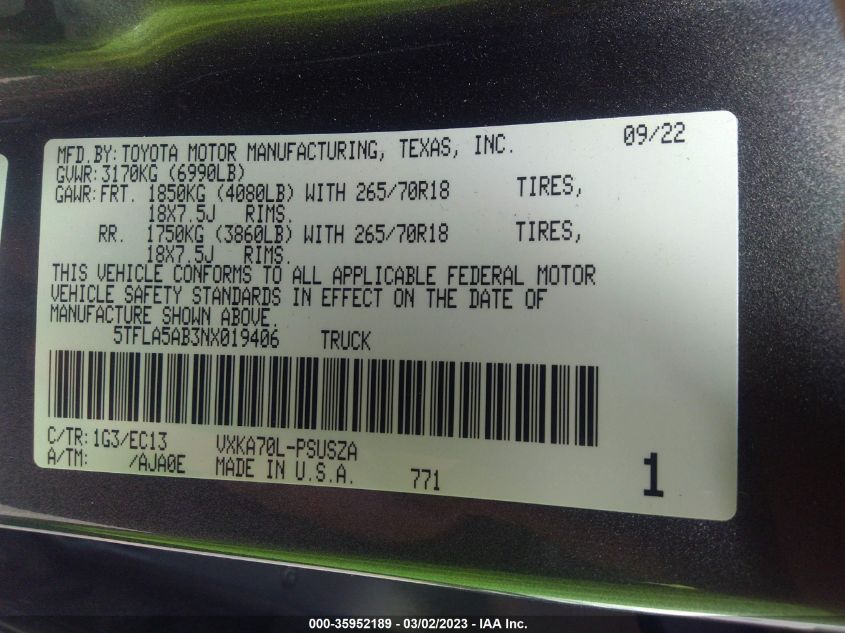 MFD.BY:TOYOTA MOTOR MANUFACTURING, TEXAS, INC. 09/22
GVWR:3170KG (6990LB)
GAWR:FRT. 1850KG (4080LB) WITH 265/70R18 TIRES,
18X7.5J RIMS.
RR. 1750KG (3860LB) WITH 265/70R18 TIRES,
18X7.5J RIMS.
THIS VEHICLE CONFORMS TO ALL APPLICABLE FEDERAL MOTOR
VEHICLE SAFETY STANDARDS IN EFFECT ON THE DATE OF
MANUFACTURE SHOWN ABOVE.
5TFLA5AB3NX019406 TRUCK
C/TR:1G3/EC13 VXKA70L-PSUSZA
A/TM: /AJA0E MADE IN U.S.A. 771 1
000-35952189 - 03/02/2023 - IAA Inc.